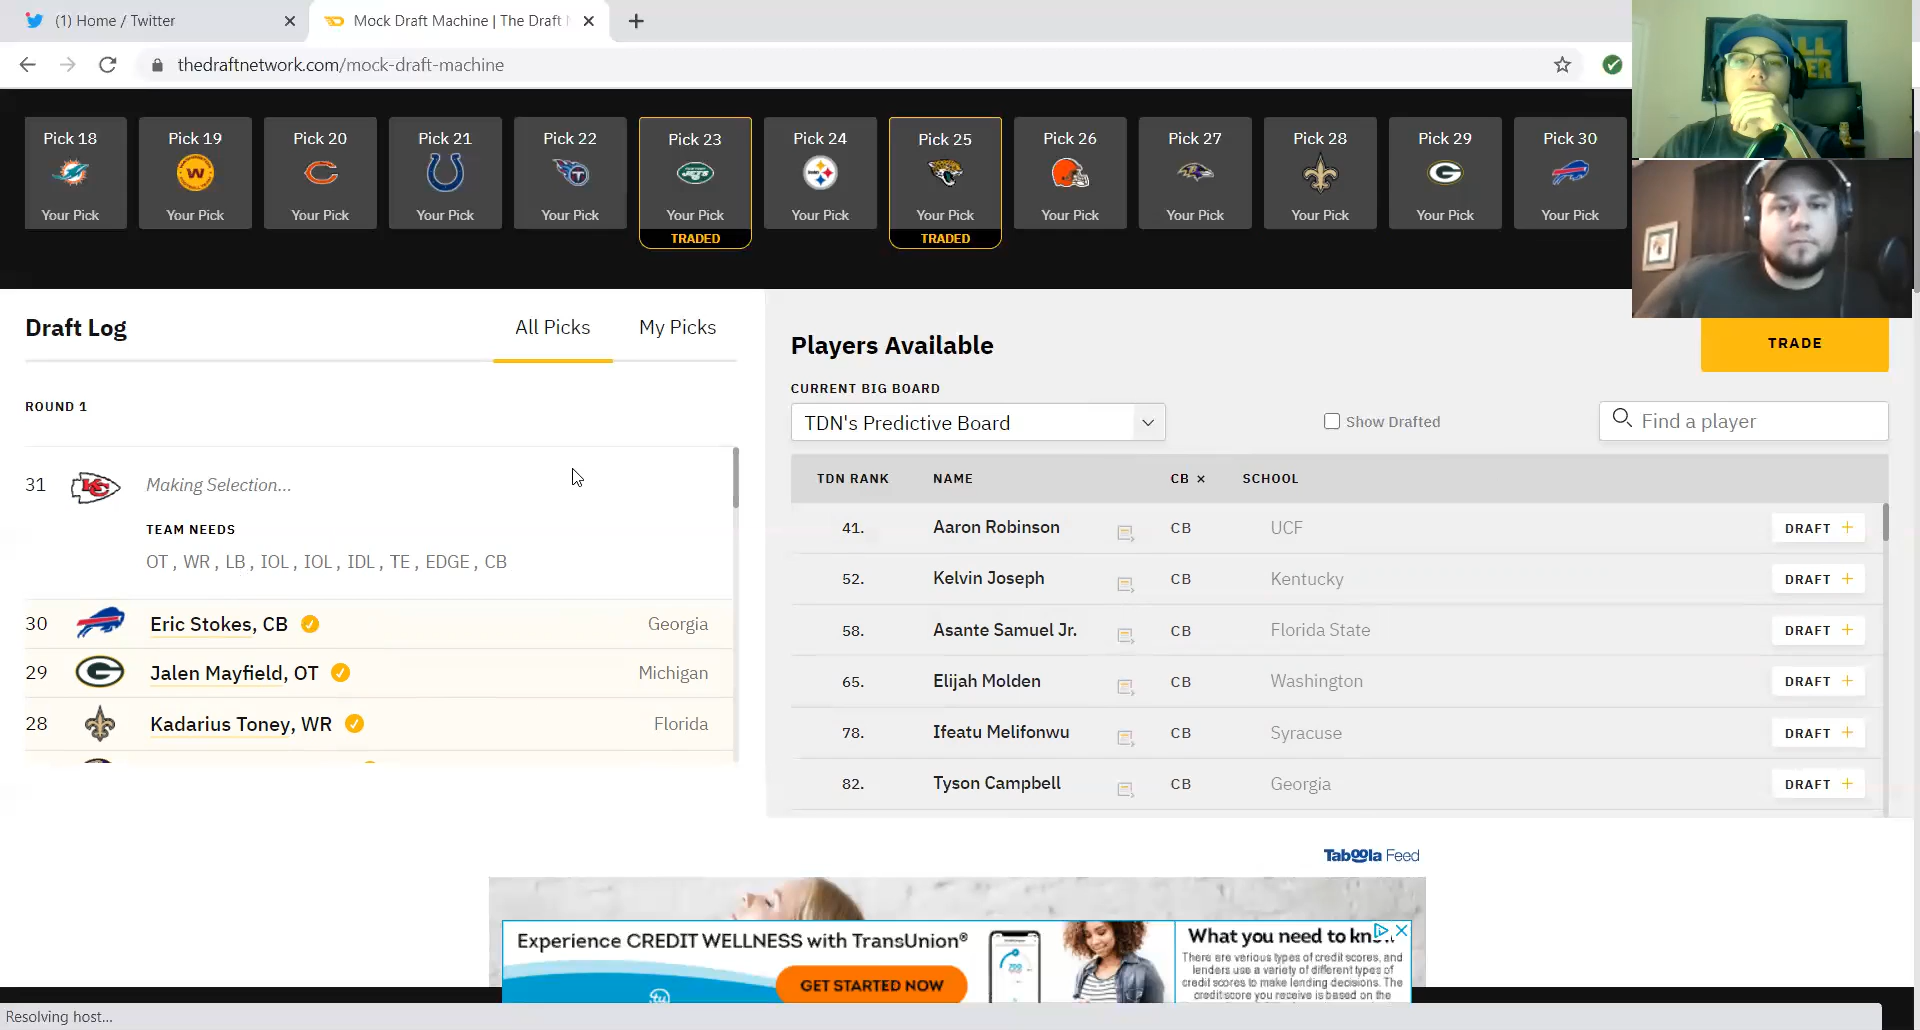 (1) Home / Twitter
Mock Draft Machine | The Draft
thedraftnetwork.com/mock-draft-machine
Pick 18 Pick 19 Pick 20 Pick 21 Pick 22 Pick 23 Pick 24 Pick 25 Pick 26 Pick 27 Pick 28 Pick 29 Pick 30
Your Pick Your Pick Your Pick Your Pick Your Pick Your Pick Your Pick Your Pick Your Pick Your Pick Your Pick Your Pick Your Pick
TRADED TRADED
Draft Log All Picks My Picks
ROUND 1
31 KC Making Selection...
TEAM NEEDS
OT , WR , LB , IOL , IOL , IDL , TE , EDGE , CB
30 Eric Stokes, CB Georgia
29 G Jalen Mayfield, OT Michigan
28 Kadarius Toney, WR Florida
Players Available
TRADE
CURRENT BIG BOARD
TDN's Predictive Board Show Drafted Find a player
TDN RANK NAME CB × SCHOOL
41. Aaron Robinson CB UCF DRAFT +
52. Kelvin Joseph CB Kentucky DRAFT +
58. Asante Samuel Jr. CB Florida State DRAFT +
65. Elijah Molden CB Washington DRAFT +
78. Ifeatu Melifonwu CB Syracuse DRAFT +
82. Tyson Campbell CB Georgia DRAFT +
Taboola Feed
Experience CREDIT WELLNESS with TransUnion®
GET STARTED NOW
tu
700
What you need to know
There are various types of credit scores, and
lenders use a variety of different types of
credit scores to make lending decisions. The
credit score you receive is based on the
Resolving host...